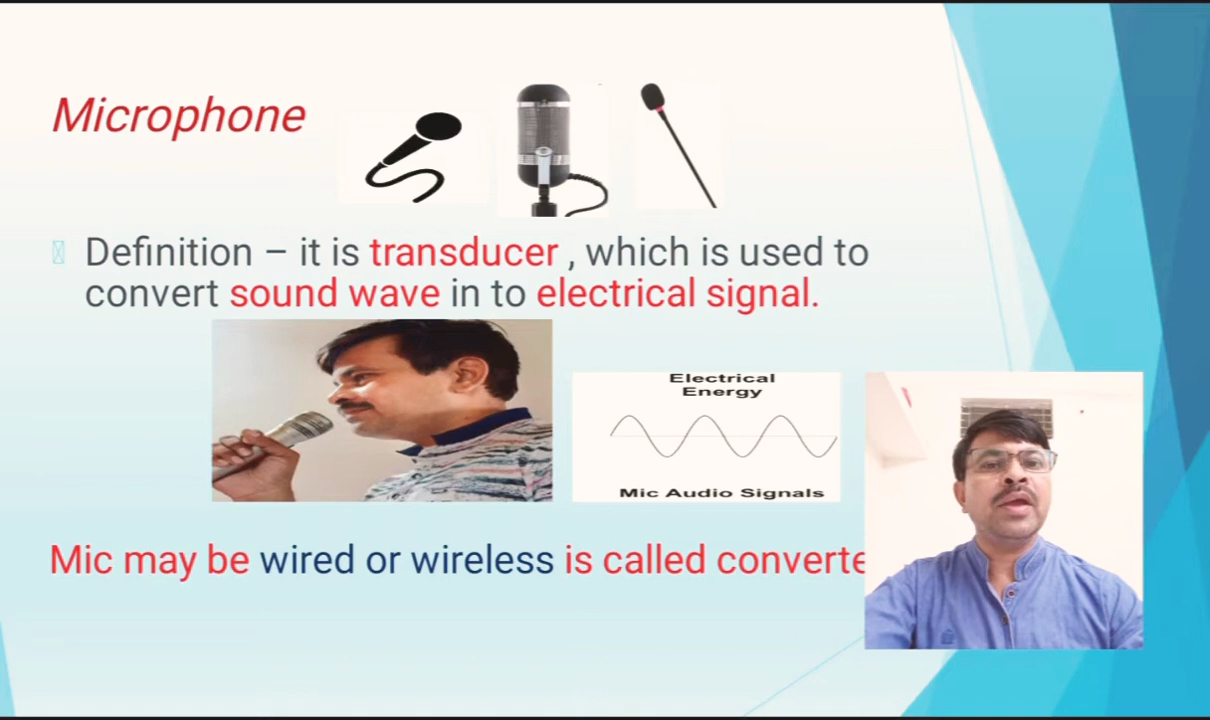 Microphone
Definition – it is transducer , which is used to
convert sound wave in to electrical signal.
Electrical
Energy
Mic Audio Signals
Mic may be wired or wireless is called converte